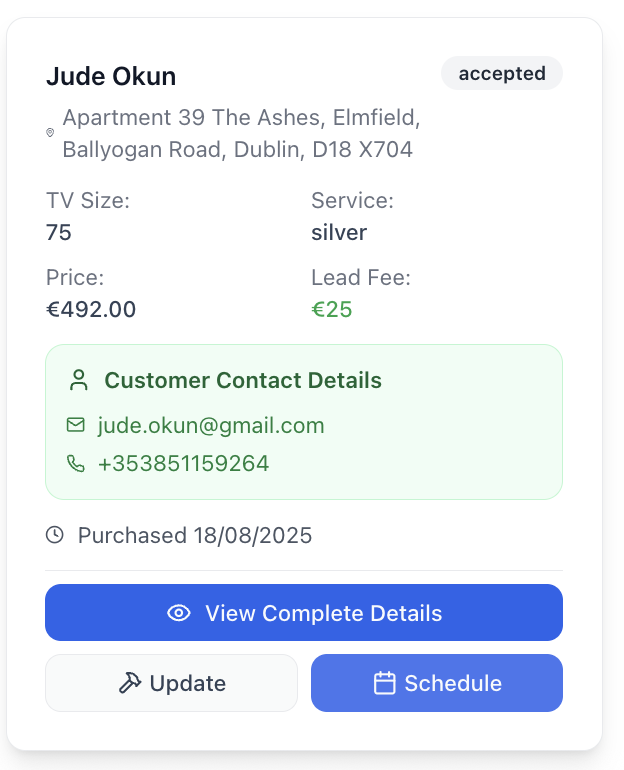 Jude Okun
accepted
Apartment 39 The Ashes, Elmfield,
Ballyogan Road, Dublin, D18 X704
TV Size:
Service:
75
silver
Price:
Lead Fee:
€492.00
€25
Customer Contact Details
jude.okun@gmail.com
+353851159264
Purchased 18/08/2025
View Complete Details
Update
Schedule